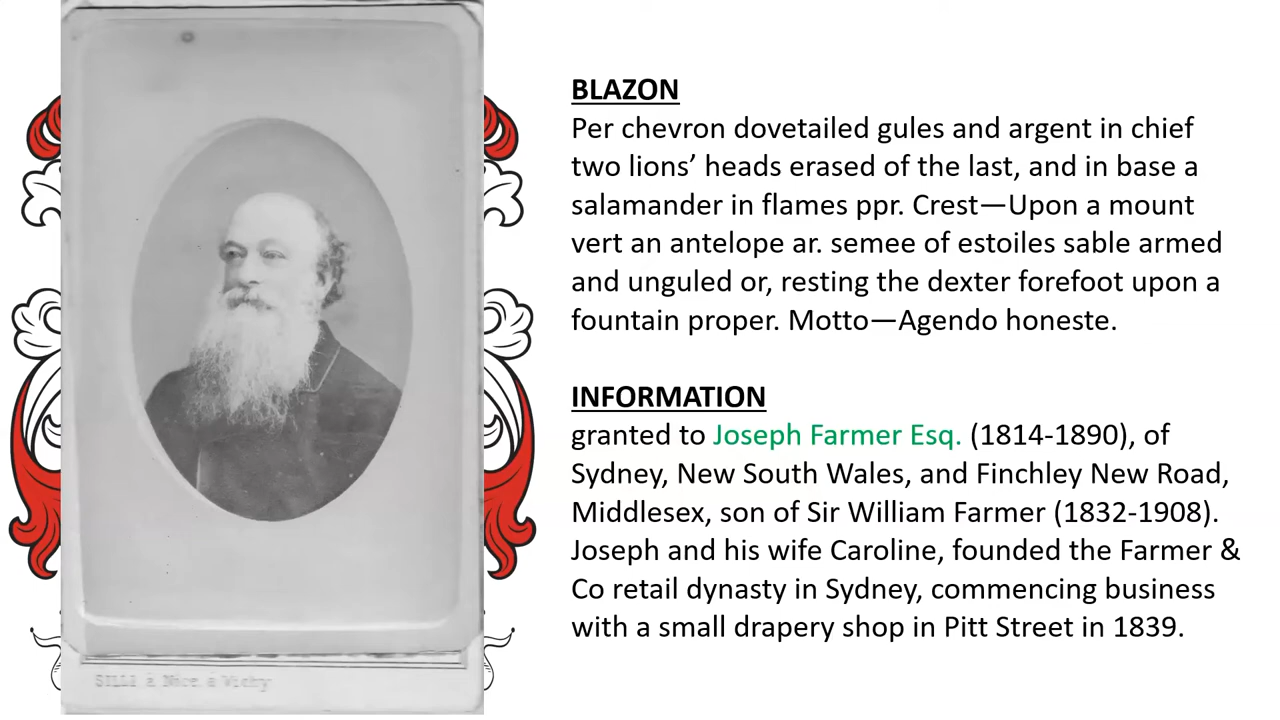 BLAZON
Per chevron dovetailed gules and argent in chief
two lions’ heads erased of the last, and in base a
salamander in flames ppr. Crest—Upon a mount
vert an antelope ar. semee of estoiles sable armed
and unguled or, resting the dexter forefoot upon a
fountain proper. Motto—Agendo honeste.
INFORMATION
granted to Joseph Farmer Esq. (1814-1890), of
Sydney, New South Wales, and Finchley New Road,
Middlesex, son of Sir William Farmer (1832-1908).
Joseph and his wife Caroline, founded the Farmer &
Co retail dynasty in Sydney, commencing business
with a small drapery shop in Pitt Street in 1839.
à Nice a Vichy